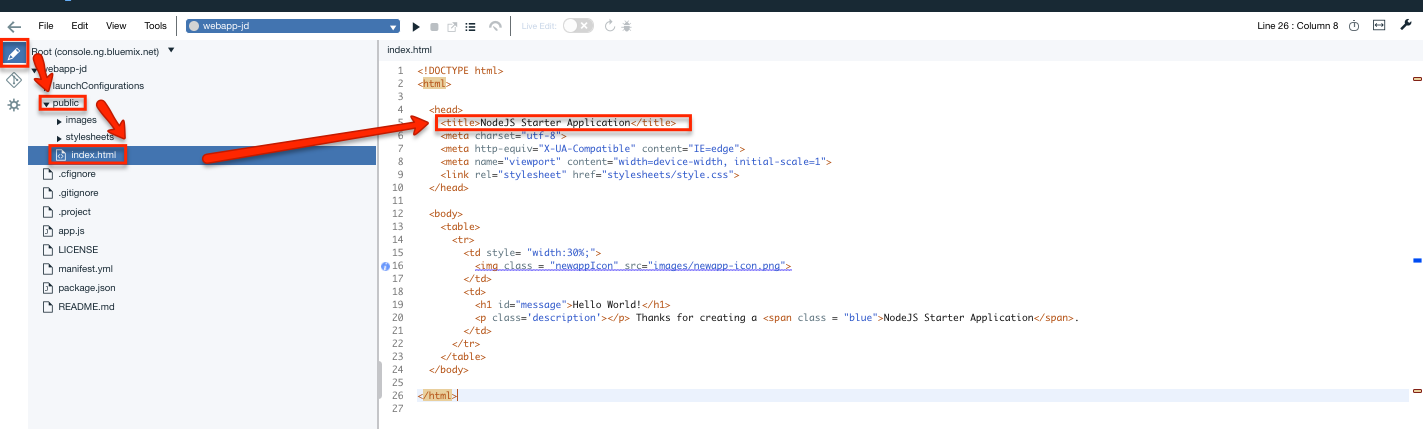 File Edit View Tools webapp-jd Live Edit: Line 26 : Column 8
Root (console.ng.bluemix.net)
webapp-jd
launchConfigurations
public
images
stylesheets
index.html
.cfignore
.gitignore
.project
app.js
LICENSE
manifest.yml
package.json
README.md
index.html
1 <!DOCTYPE html>
2 <html>
3
4 <head>
5 <title>NodeJS Starter Application</title>
6 <meta charset="utf-8">
7 <meta http-equiv="X-UA-Compatible" content="IE=edge">
8 <meta name="viewport" content="width=device-width, initial-scale=1">
9 <link rel="stylesheet" href="stylesheets/style.css">
10 </head>
11
12 <body>
13 <table>
14 <tr>
15 <td style= "width:30%;">
16 <img class = "newappIcon" src="images/newapp-icon.png">
17 </td>
18 <td>
19 <h1 id="message">Hello World!</h1>
20 <p class='description'></p> Thanks for creating a <span class = "blue">NodeJS Starter Application</span>.
21 </td>
22 </tr>
23 </table>
24 </body>
25
26 </html>
27